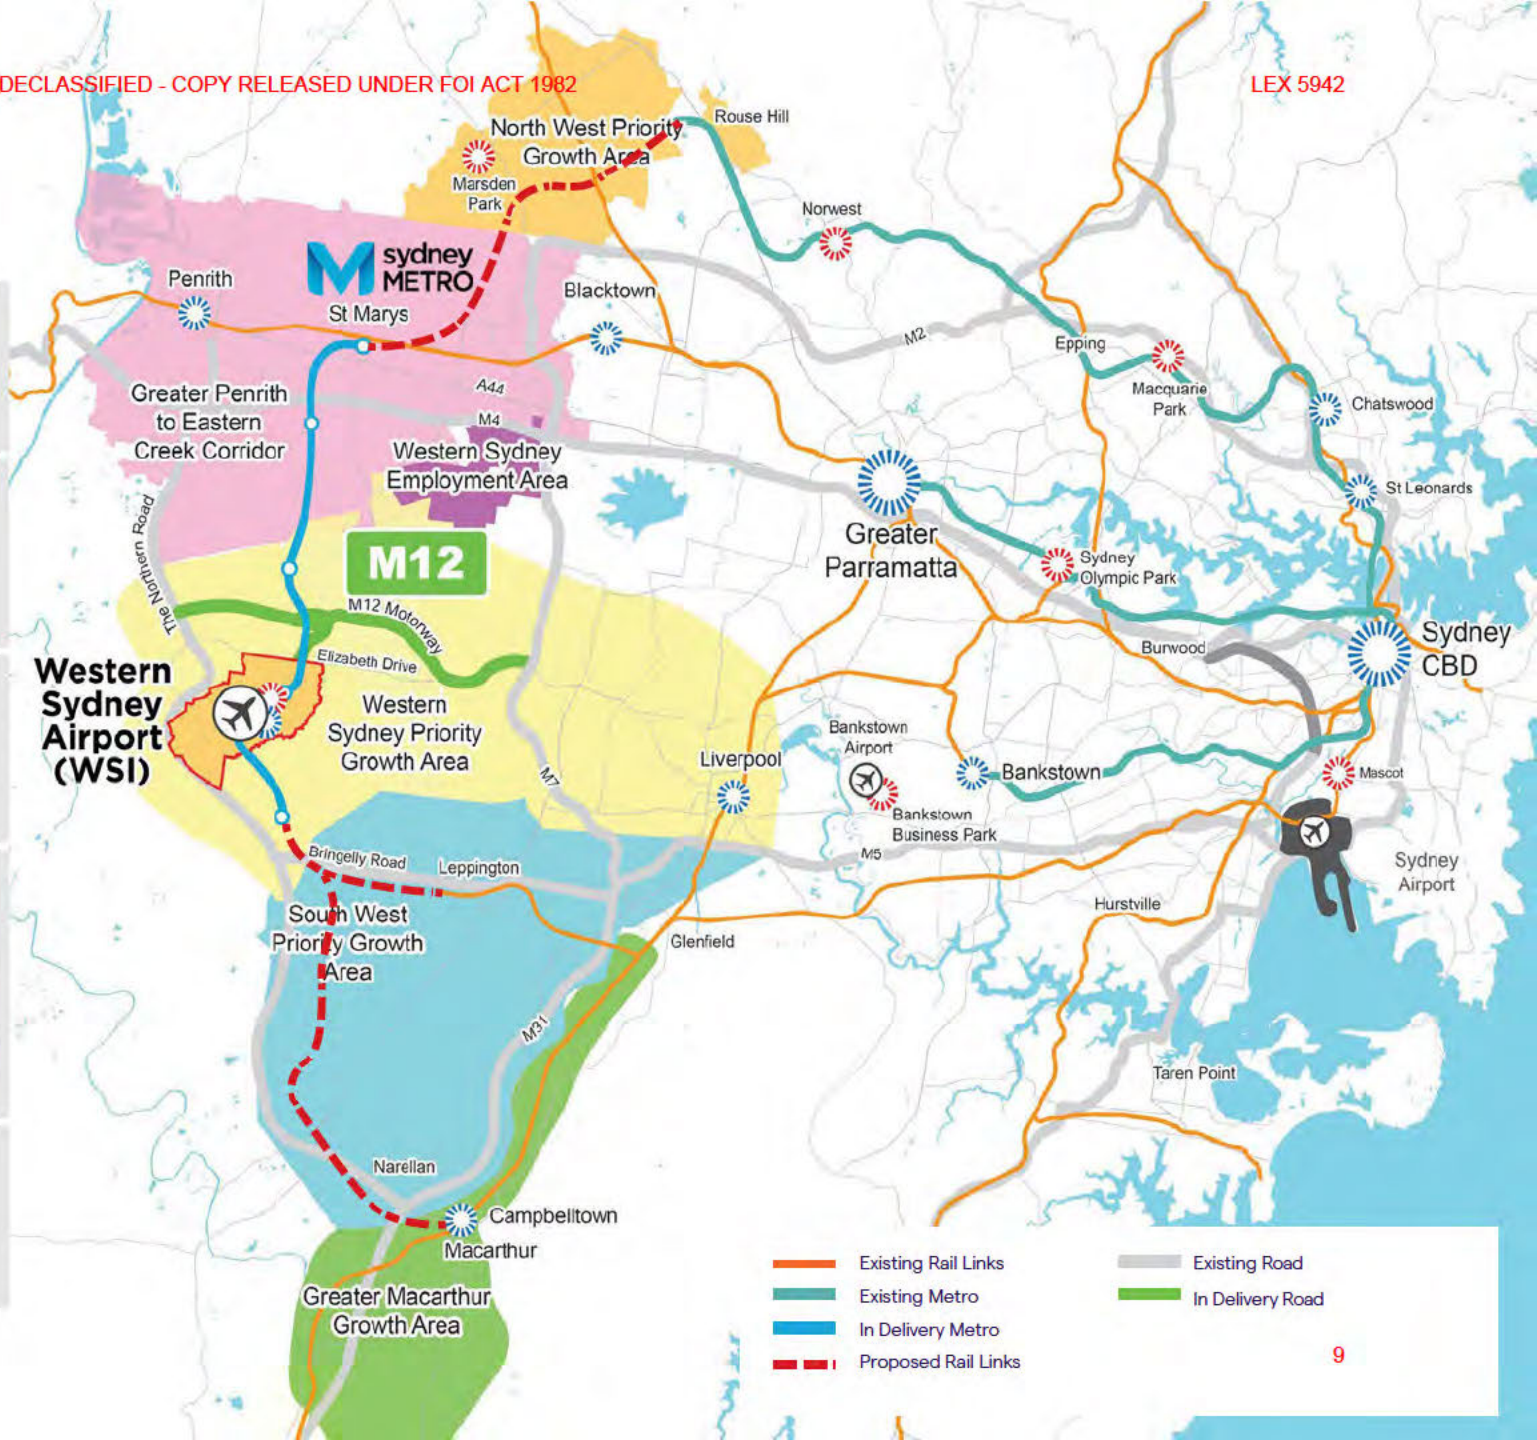 DECLASSIFIED - COPY RELEASED UNDER FOI ACT 1982
LEX 5942
Rouse Hill
North West Priority
Growth Area
Marsden
Park
Norwest
sydney
METRO
Penrith
St Marys
Blacktown
M2
Epping
Macquarie
Park
Chatswood
A44
Greater Penrith
to Eastern
Creek Corridor
M4
Western Sydney
Employment Area
St Leonards
The Northern Road
Greater
Parramatta
M12
Sydney
Olympic Park
M12 Motorway
Burwood
Sydney
CBD
Elizabeth Drive
Western
Sydney
Airport
(WSI)
Western
Sydney Priority
Growth Area
Bankstown
Airport
Liverpool
Bankstown
Mascot
M7
Bankstown
Business Park
M5
Bringelly Road
Leppington
Sydney
Airport
Hurstville
South West
Priority Growth
Area
Glenfield
M31
Taren Point
Narellan
Campbelltown
Macarthur
Greater Macarthur
Growth Area
Existing Rail Links
Existing Metro
In Delivery Metro
Proposed Rail Links
Existing Road
In Delivery Road
9